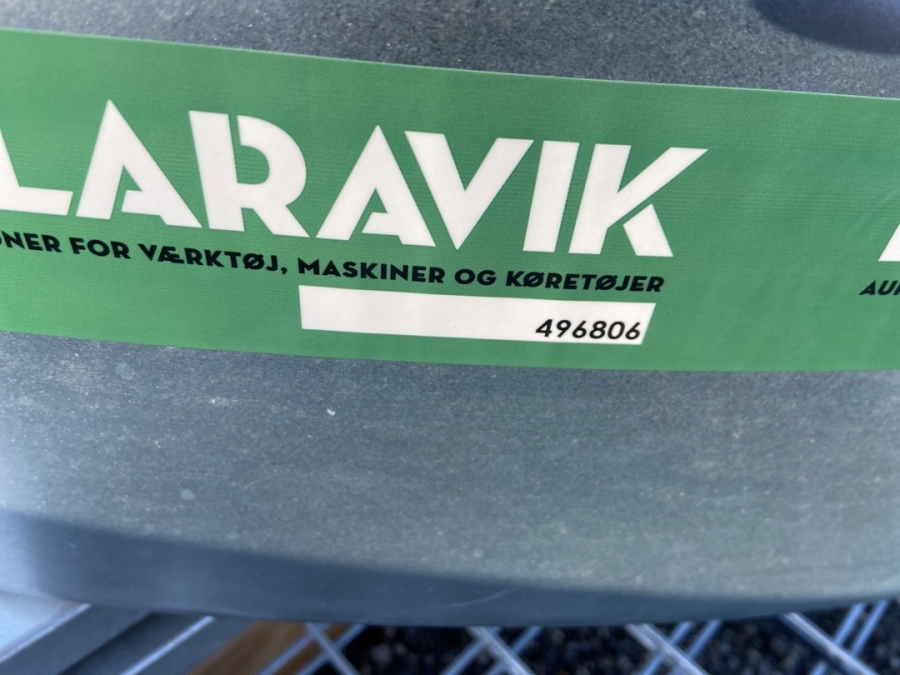 LARAVIK
FOR VÆRKTØJ, MASKINER OG KØRETØJER
496806